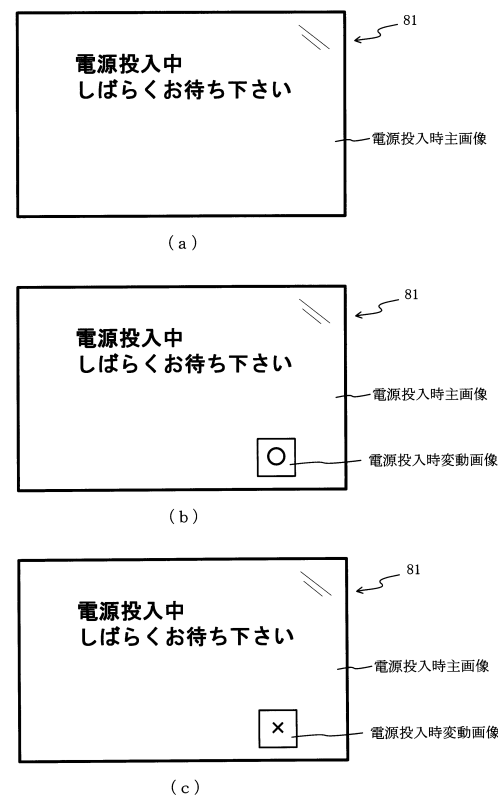 81
電源投入中
しばらくお待ち下さい
電源投入時主画像
(a)
81
電源投入中
しばらくお待ち下さい
電源投入時主画像
○
電源投入時変動画像
(b)
81
電源投入中
しばらくお待ち下さい
電源投入時主画像
×
電源投入時変動画像
(c)